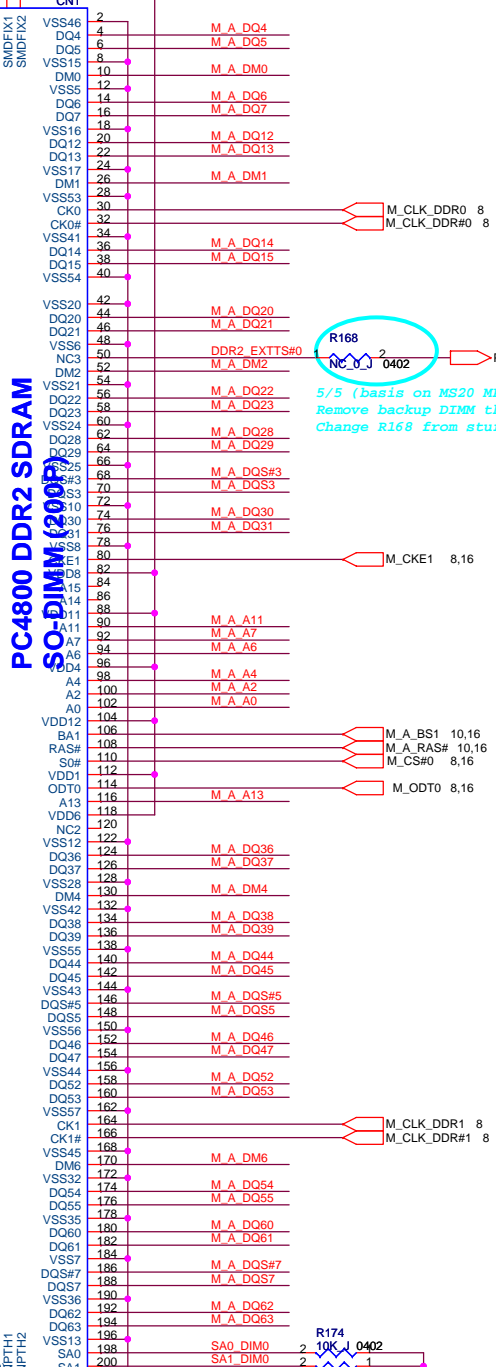 CN1
SMDFIX1
SMDFIX2
PC4800 DDR2 SDRAM
SO-DIMM (200P)
VSS46 2
DQ4 4 M_A_DQ4
DQ5 6 M_A_DQ5
VSS15 8
DM0 10 M_A_DM0
VSS5 12
DQ6 14 M_A_DQ6
DQ7 16 M_A_DQ7
VSS16 18
DQ12 20 M_A_DQ12
DQ13 22 M_A_DQ13
VSS17 24
DM1 26 M_A_DM1
VSS53 28
CK0 30 M_CLK_DDR0 8
CK0# 32 M_CLK_DDR#0 8
VSS41 34
DQ14 36 M_A_DQ14
DQ15 38 M_A_DQ15
VSS54 40
VSS20 42
DQ20 44 M_A_DQ20
DQ21 46 M_A_DQ21
VSS6 48
R168
NC3 50 DDR2_EXTTS#0 1 2
NC_0_J 0402
DM2 52 M_A_DM2
VSS21 54
DQ22 56 M_A_DQ22
DQ23 58 M_A_DQ23
5/5 (basis on MS20
Remove backup DIMM
Change R168 from
VSS24 60
DQ28 62 M_A_DQ28
DQ29 64 M_A_DQ29
VSS25 66
DQS#3 68 M_A_DQS#3
DQS3 70 M_A_DQS3
VSS10 72
DQ30 74 M_A_DQ30
DQ31 76 M_A_DQ31
VSS8 78
CKE1 80 M_CKE1 8,16
VDD8 82
A15 84
A14 86
VDD11 88
A11 90 M_A_A11
A7 92 M_A_A7
A6 94 M_A_A6
VDD4 96
A4 98 M_A_A4
A2 100 M_A_A2
A0 102 M_A_A0
VDD12 104
BA1 106 M_A_BS1 10,16
RAS# 108 M_A_RAS# 10,16
S0# 110 M_CS#0 8,16
VDD1 112
ODT0 114 M_ODT0 8,16
A13 116 M_A_A13
VDD6 118
NC2 120
VSS12 122
DQ36 124 M_A_DQ36
DQ37 126 M_A_DQ37
VSS28 128
DM4 130 M_A_DM4
VSS42 132
DQ38 134 M_A_DQ38
DQ39 136 M_A_DQ39
VSS55 138
DQ44 140 M_A_DQ44
DQ45 142 M_A_DQ45
VSS43 144
DQS#5 146 M_A_DQS#5
DQS5 148 M_A_DQS5
VSS56 150
DQ46 152 M_A_DQ46
DQ47 154 M_A_DQ47
VSS44 156
DQ52 158 M_A_DQ52
DQ53 160 M_A_DQ53
VSS57 162
CK1 164 M_CLK_DDR1 8
CK1# 166 M_CLK_DDR#1 8
VSS45 168
DM6 170 M_A_DM6
VSS32 172
DQ54 174 M_A_DQ54
DQ55 176 M_A_DQ55
VSS35 178
DQ60 180 M_A_DQ60
DQ61 182 M_A_DQ61
VSS7 184
DQS#7 186 M_A_DQS#7
DQS7 188 M_A_DQS7
VSS36 190
DQ62 192 M_A_DQ62
DQ63 194 M_A_DQ63
VSS13 196
R174
SA0 198 SA0_DIM0 2 10K_J 0402 1
SA1 200 SA1_DIM0 2 1